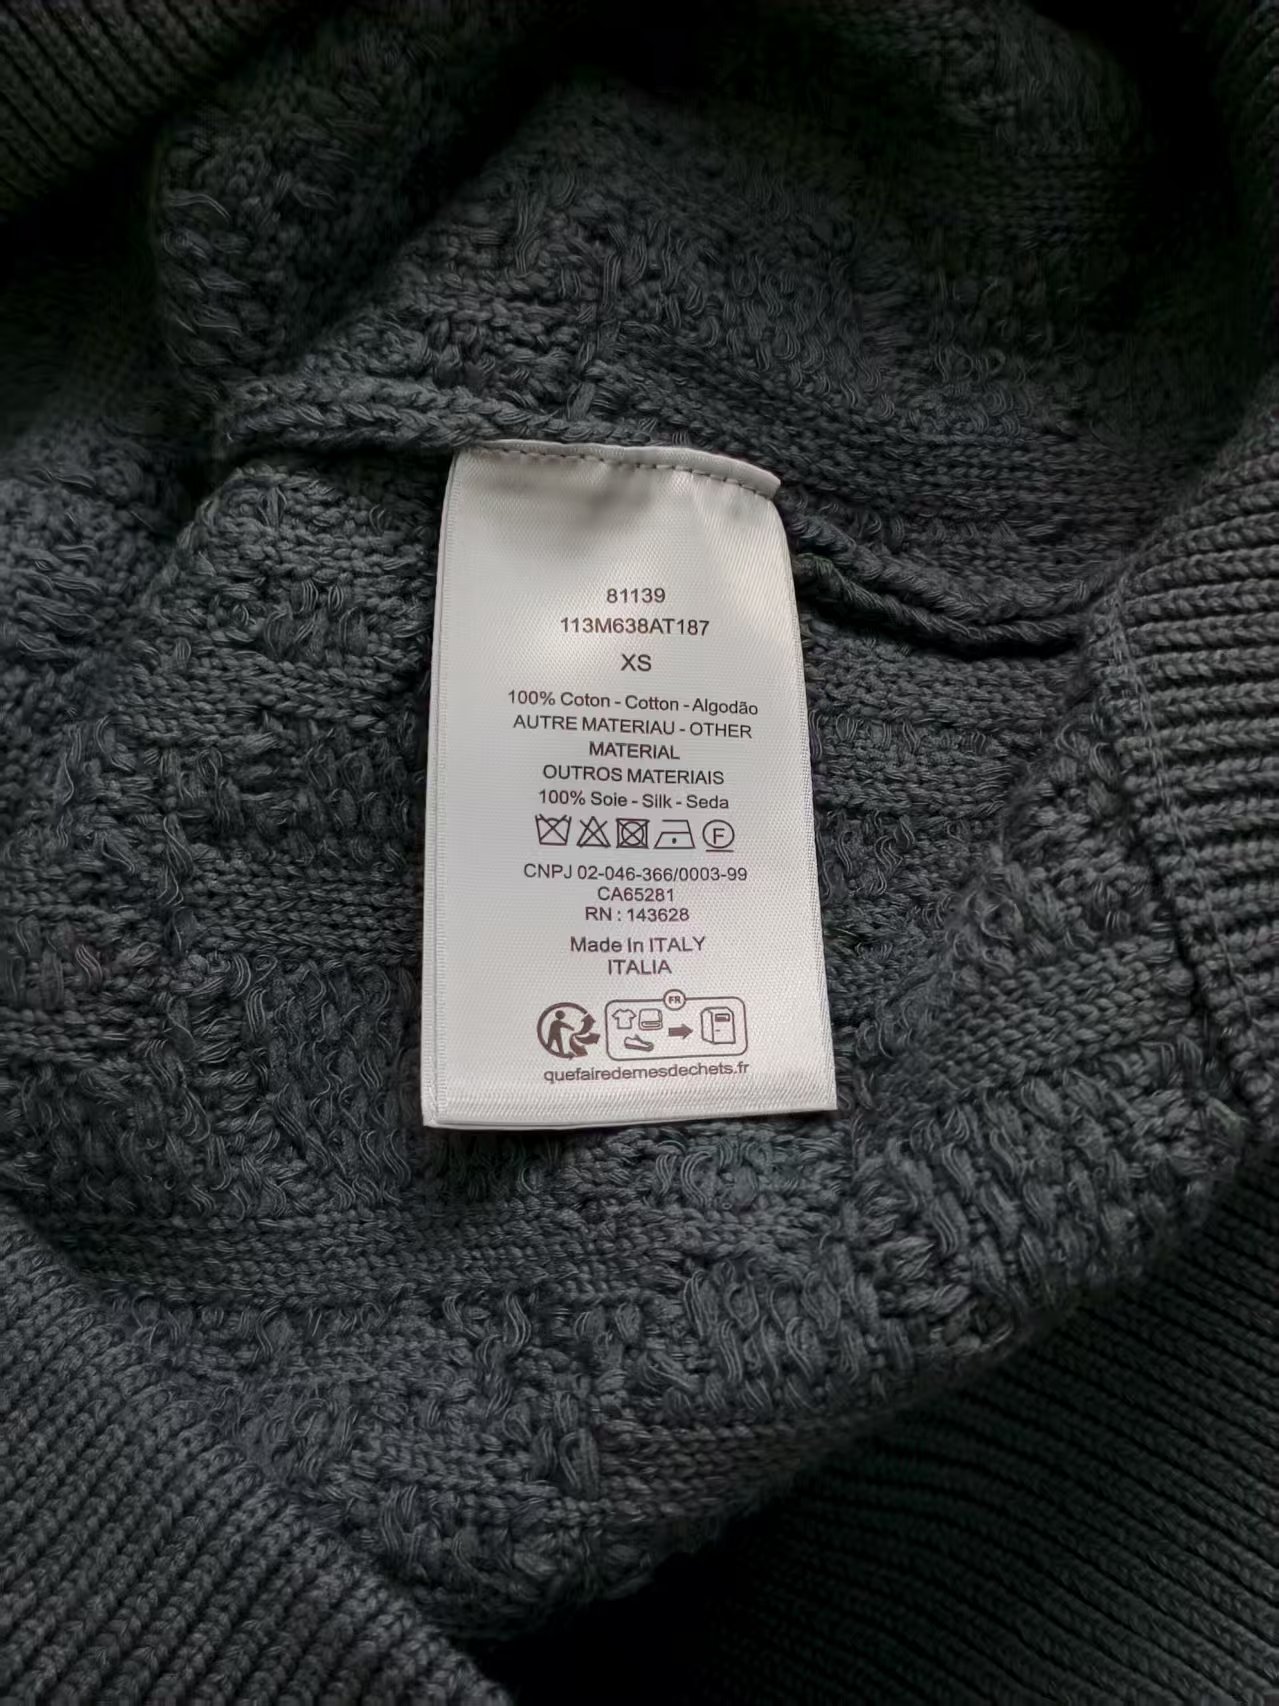 81139
113M638AT187
XS
100% Coton - Cotton - Algodão
AUTRE MATERIAU - OTHER
MATERIAL
OUTROS MATERIAIS
100% Soie - Silk - Seda
F
CNPJ 02-046-366/0003-99
CA65281
RN : 143628
Made In ITALY
ITALIA
FR
quefairedemesdechets.fr